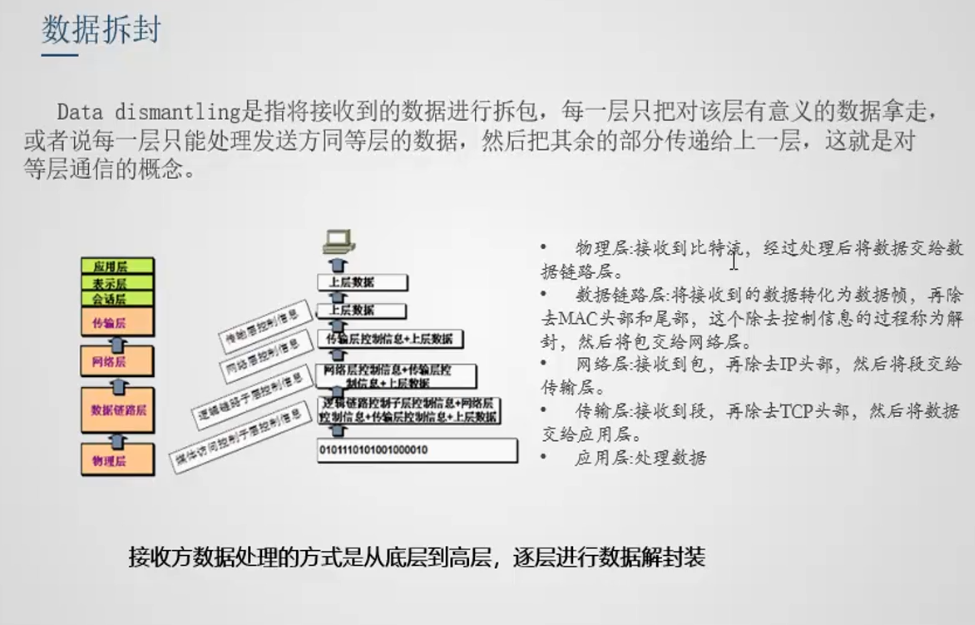 数据拆封
Data dismantling是指将接收到的数据进行拆包，每一层只把对该层有意义的数据拿走，
或者说每一层只能处理发送方同等层的数据，然后把其余的部分传递给上一层，这就是对
等层通信的概念。
应用层
表示层
会话层
传输层
网络层
数据链路层
物理层
传输层控制信息
网络层控制信息
逻辑链路子层控制信息
媒体访问控制子层控制信息
上层数据
上层数据
传输层控制信息+上层数据
网络层控制信息+传输层控
制信息+上层数据
逻辑链路控制子层控制信息+网络层
控制信息+传输层控制信息+上层数据
0101110101001000010
• 物理层:接收到比特流，经过处理后将数据交给数
据链路层。
• 数据链路层:将接收到的数据转化为数据帧，再除
去MAC头部和尾部，这个除去控制信息的过程称为解
封，然后将包交给网络层。
• 网络层:接收到包，再除去IP头部，然后将段交给
传输层。
• 传输层:接收到段，再除去TCP头部，然后将数据
交给应用层。
• 应用层:处理数据
接收方数据处理的方式是从底层到高层，逐层进行数据解封装